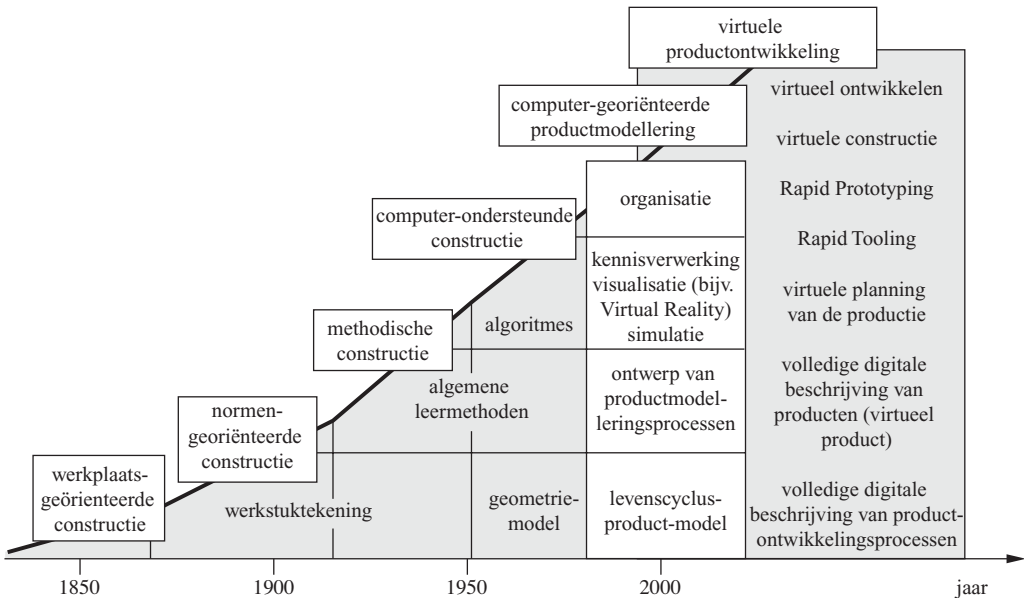 virtuele
productontwikkeling
computer-georiënteerde
productmodellering
computer-ondersteunde
constructie
methodische
constructie
normen-
georiënteerde
constructie
werkplaats-
geörienteerde
constructie
werkstuktekening
algemene
leermethoden
algoritmes
geometrie-
model
organisatie
kennisverwerking
visualisatie (bijv.
Virtual Reality)
simulatie
ontwerp van
productmodel-
leringsprocessen
levenscyclus-
product-model
virtueel ontwikkelen
virtuele constructie
Rapid Prototyping
Rapid Tooling
virtuele planning
van de productie
volledige digitale
beschrijving van
producten (virtueel
product)
volledige digitale
beschrijving van product-
ontwikkelingsprocessen
1850 1900 1950 2000 jaar